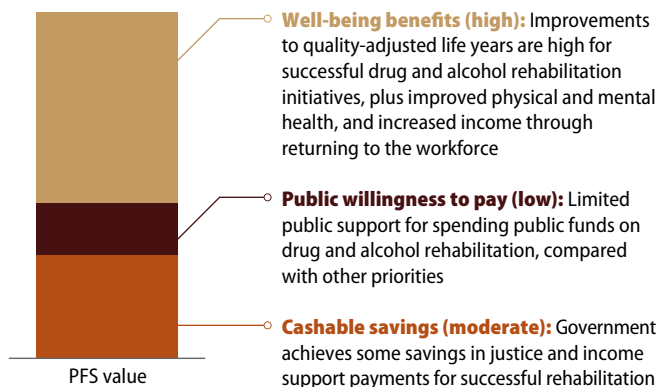 Well-being benefits (high): Improvements
to quality-adjusted life years are high for
successful drug and alcohol rehabilitation
initiatives, plus improved physical and mental
health, and increased income through
returning to the workforce
Public willingness to pay (low): Limited
public support for spending public funds on
drug and alcohol rehabilitation, compared
with other priorities
Cashable savings (moderate): Government
achieves some savings in justice and income
support payments for successful rehabilitation
PFS value